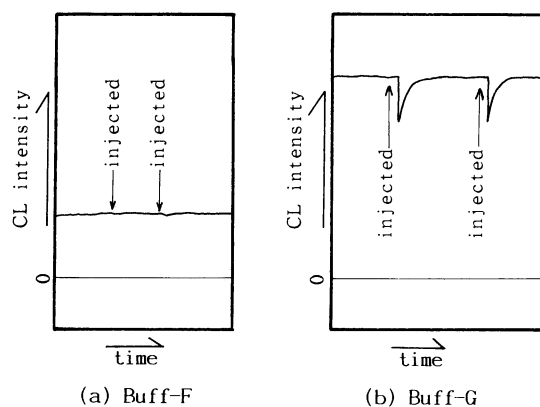 CL intensity
injected
injected
0
time
(a) Buff-F
CL intensity
injected
injected
0
time
(b) Buff-G